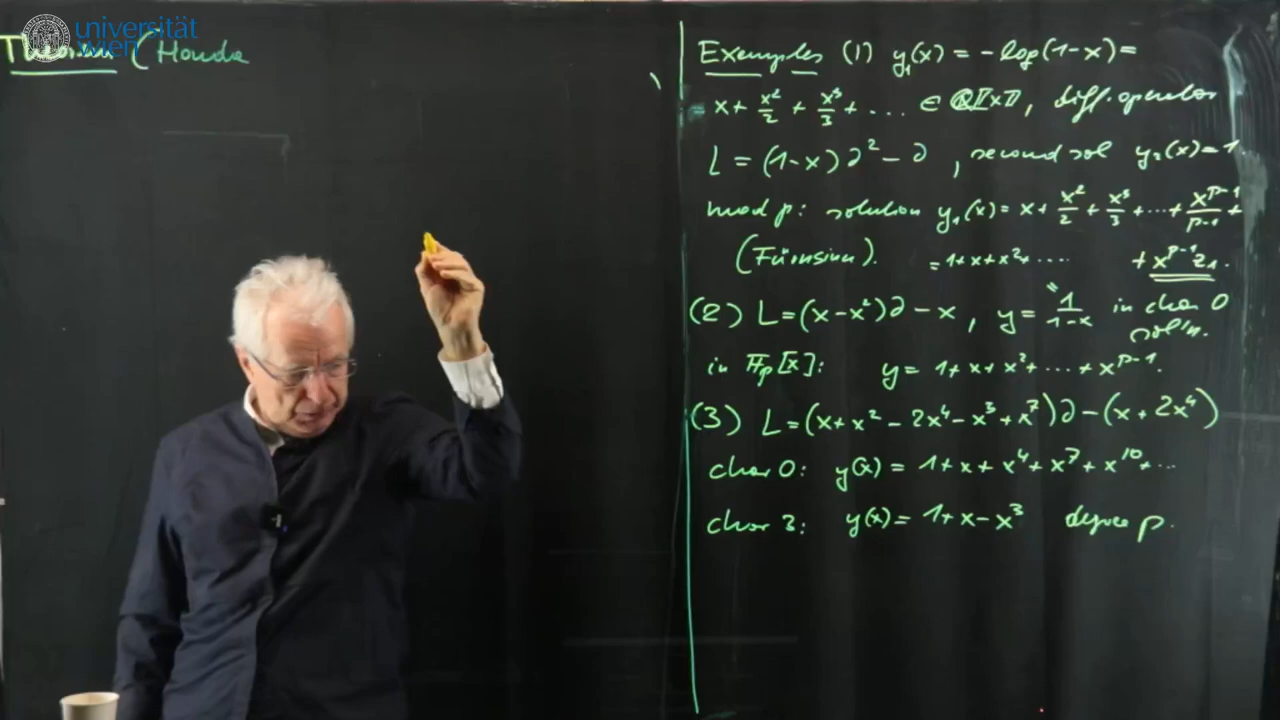 universität
wien
Theorem (Honda
Examples (1) y₁(x) = -log(1-x) =
= x + x²/2 + x³/3 + .... ∈ ℚ⟦x⟧, diff. operator
L = (1-x)∂² - ∂, second sol y₂(x) = 1
mod p: solution y₁(x) = x + x²/2 + x³/3 + ... + x^{p-1}/(p-1) +
= 1 + x + x² + ..... + x^{p-1} z₁.
(2) L = (x-x²)∂ - x, y = "1/(1-x) in char 0
sol'n.
in 𝔽p[x]: y = 1 + x + x² + ... + x^{p-1}.
(3) L = (x + x² - 2x⁴ - x⁵ + x⁷)∂ - (x + 2x⁴)
char 0: y(x) = 1 + x + x⁴ + x⁷ + x¹⁰ + ...
char 3: y(x) = 1 + x - x³ degree p.